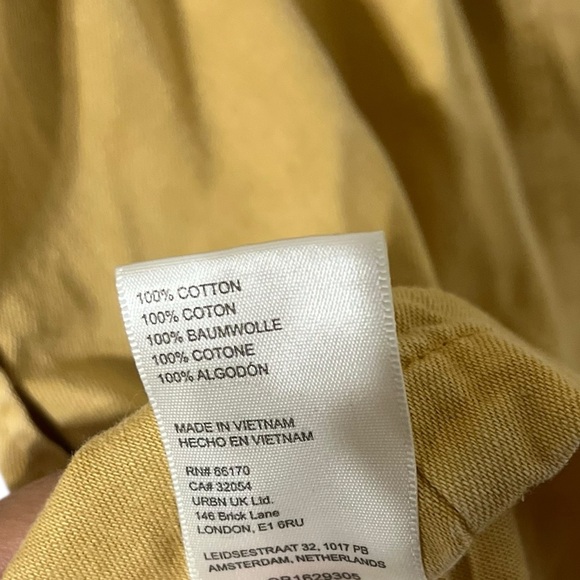 100% COTTON
100% COTON
100% BAUMWOLLE
100% COTONE
100% ALGODÓN
MADE IN VIETNAM
HECHO EN VIETNAM
RN# 66170
CA# 32054
URBN UK Ltd.
146 Brick Lane
LONDON, E1 6RU
LEIDSESTRAAT 32, 1017 PB
AMSTERDAM, NETHERLANDS